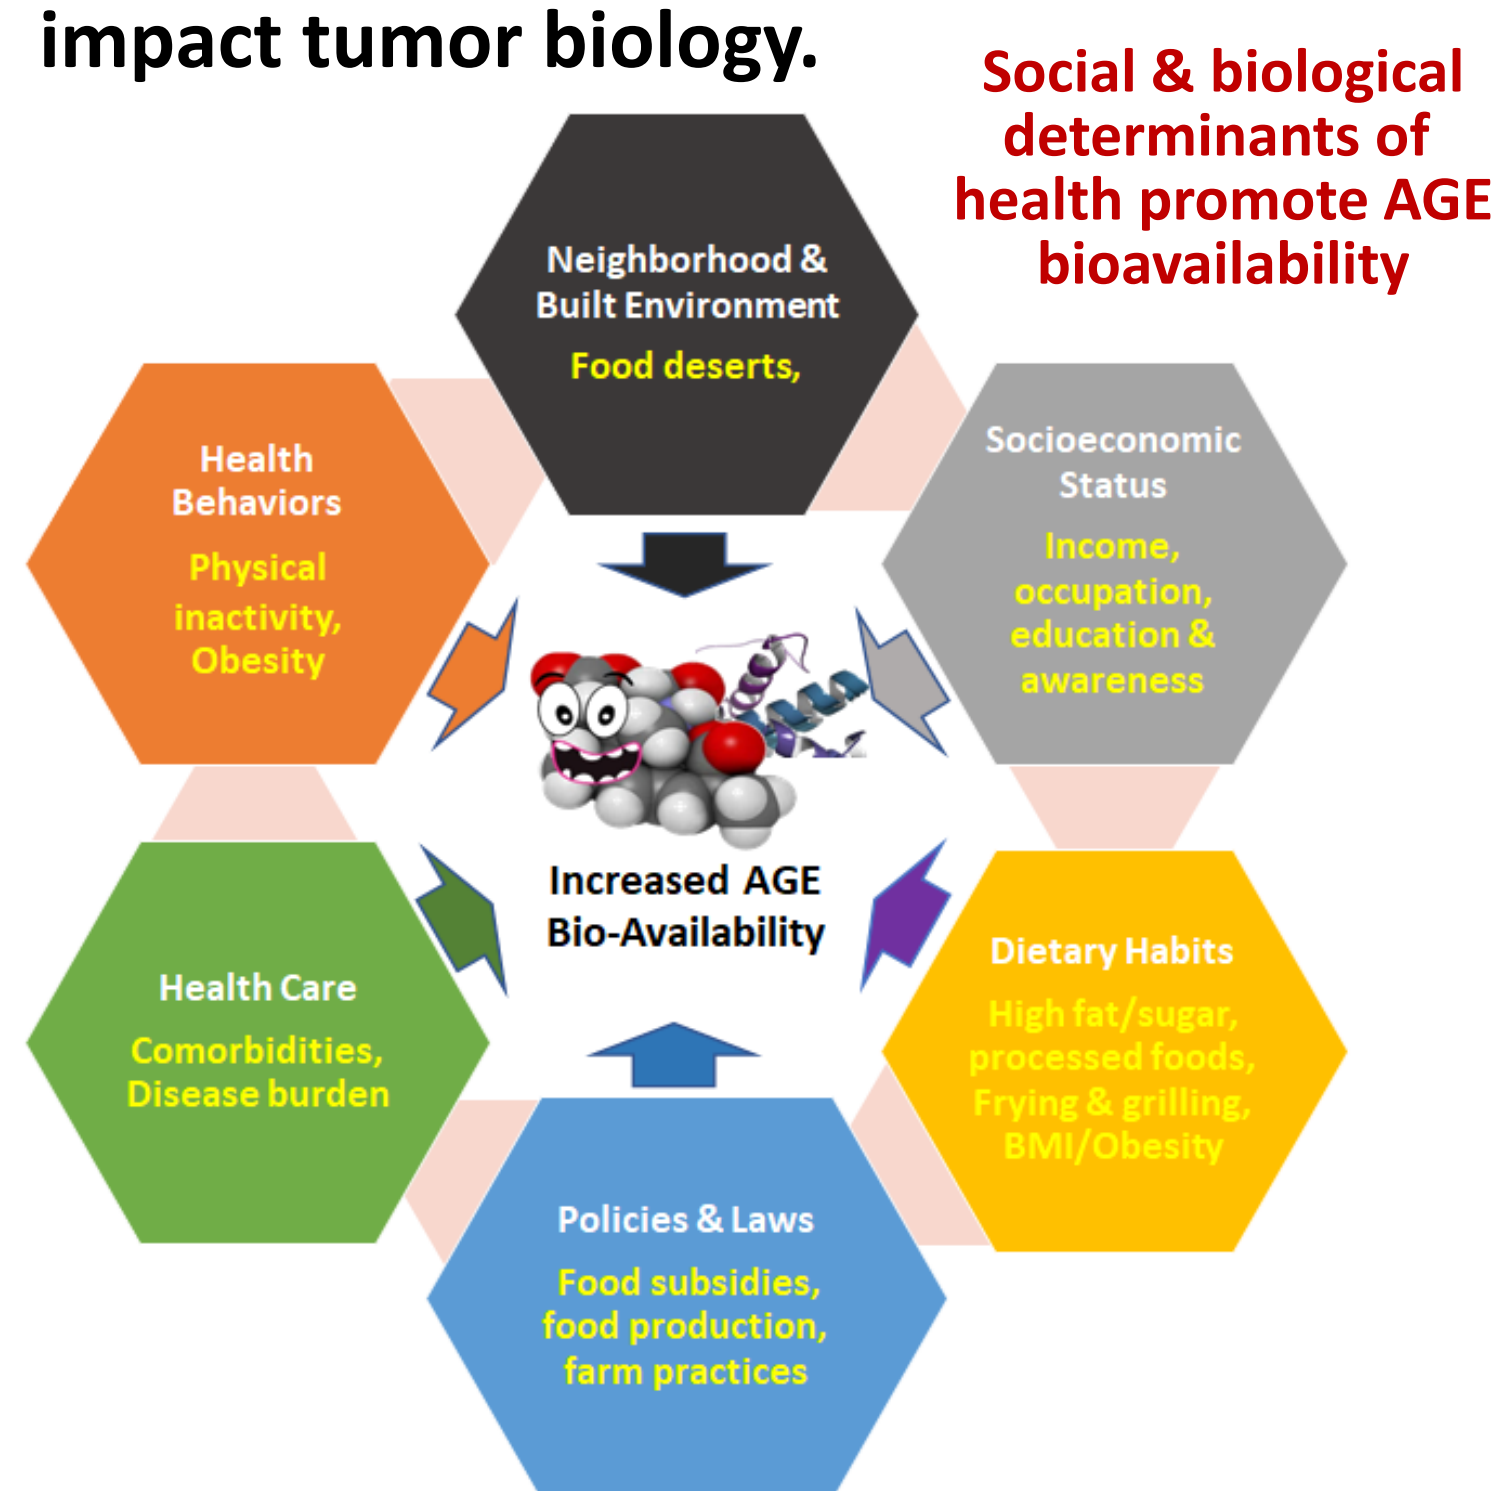 impact tumor biology.
Social & biological
determinants of
health promote AGE
bioavailability
Neighborhood &
Built Environment
Food deserts,
Health
Behaviors
Physical
inactivity,
Obesity
Socioeconomic
Status
Income,
occupation,
education &
awareness
Increased AGE
Bio-Availability
Health Care
Comorbidities,
Disease burden
Dietary Habits
High fat/sugar,
processed foods,
Frying & grilling,
BMI/Obesity
Policies & Laws
Food subsidies,
food production,
farm practices